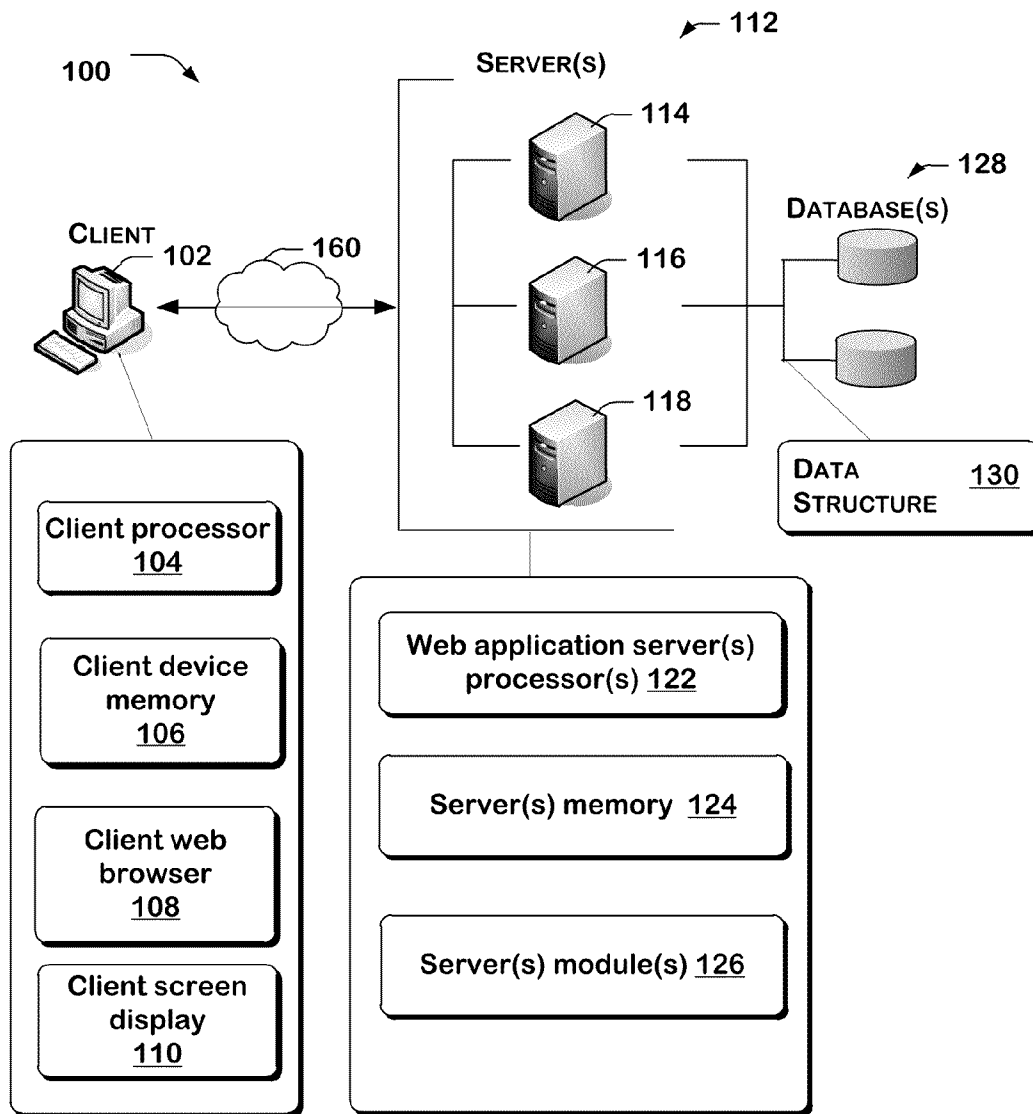 100
112
SERVER(S)
114
128
DATABASE(S)
CLIENT
102
160
116
118
DATA
STRUCTURE
130
Client processor
104
Client device
memory
106
Client web
browser
108
Client screen
display
110
Web application server(s)
processor(s) 122
Server(s) memory 124
Server(s) module(s) 126